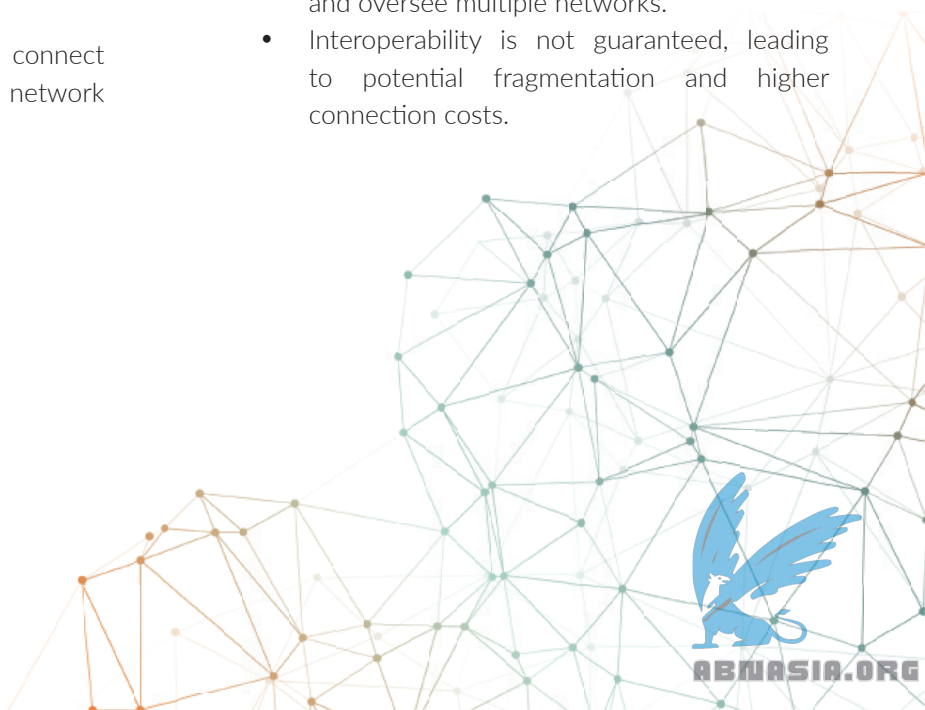 connect
network
and oversee multiple networks.
• Interoperability is not guaranteed, leading
to potential fragmentation and higher
connection costs.
ABNASIA.ORG